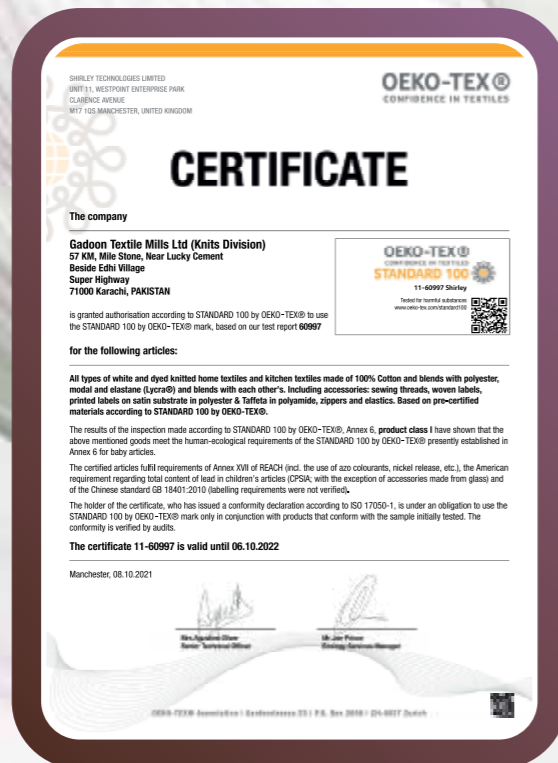 SHIRLEY TECHNOLOGIES LIMITED
UNIT 11, WESTPOINT ENTERPRISE PARK
CLARENCE AVENUE
M17 1QS MANCHESTER, UNITED KINGDOM
OEKO-TEX®
CONFIDENCE IN TEXTILES
CERTIFICATE
The company
Gadoon Textile Mills Ltd (Knits Division)
57 KM, Mile Stone, Near Lucky Cement
Beside Edhi Village
Super Highway
71000 Karachi, PAKISTAN
OEKO-TEX®
CONFIDENCE IN TEXTILES
STANDARD 100
11-60997 Shirley
Tested for harmful substances
www.oeko-tex.com/standard100
is granted authorisation according to STANDARD 100 by OEKO-TEX® to use
the STANDARD 100 by OEKO-TEX® mark, based on our test report 60997
for the following articles:
All types of white and dyed knitted home textiles and kitchen textiles made of 100% Cotton and blends with polyester,
modal and elastane (Lycra®) and blends with each other's. Including accessories: sewing threads, woven labels,
printed labels on satin substrate in polyester & Taffeta in polyamide, zippers and elastics. Based on pre-certified
materials according to STANDARD 100 by OEKO-TEX®.
The results of the inspection made according to STANDARD 100 by OEKO-TEX®, Annex 6, product class I have shown that the
above mentioned goods meet the human-ecological requirements of the STANDARD 100 by OEKO-TEX® presently established in
Annex 6 for baby articles.
The certified articles fulfil requirements of Annex XVII of REACH (incl. the use of azo colourants, nickel release, etc.), the American
requirement regarding total content of lead in children's articles (CPSIA; with the exception of accessories made from glass) and
of the Chinese standard GB 18401:2010 (labelling requirements were not verified).
The holder of the certificate, who has issued a conformity declaration according to ISO 17050-1, is under an obligation to use the
STANDARD 100 by OEKO-TEX® mark only in conjunction with products that conform with the sample initially tested. The
conformity is verified by audits.
The certificate 11-60997 is valid until 06.10.2022
Manchester, 08.10.2021
Senior Technical Officer
Ecology Services Manager
OEKO-TEX® Association